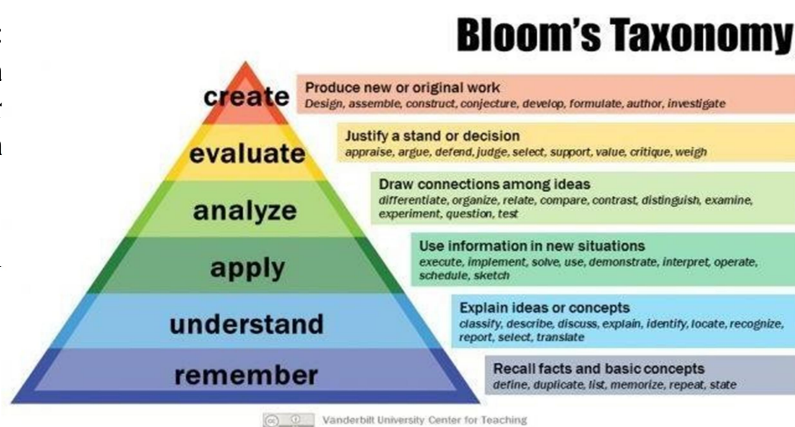 Bloom's Taxonomy
create
Produce new or original work
Design, assemble, construct, conjecture, develop, formulate, author, investigate
evaluate
Justify a stand or decision
appraise, argue, defend, judge, select, support, value, critique, weigh
analyze
Draw connections among ideas
differentiate, organize, relate, compare, contrast, distinguish, examine,
experiment, question, test
apply
Use information in new situations
execute, implement, solve, use, demonstrate, interpret, operate,
schedule, sketch
understand
Explain ideas or concepts
classify, describe, discuss, explain, identify, locate, recognize,
report, select, translate
remember
Recall facts and basic concepts
define, duplicate, list, memorize, repeat, state
cc Vanderbilt University Center for Teaching